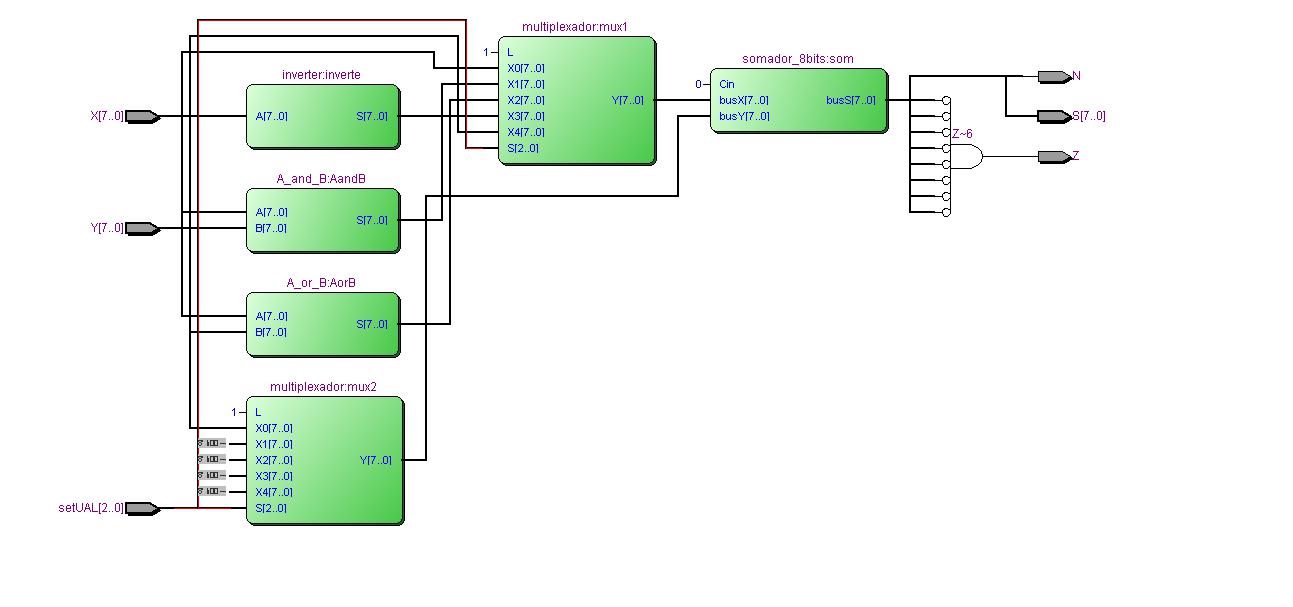 multiplexador:mux1
1 L
X0[7..0]
X1[7..0]
X2[7..0] Y[7..0]
X3[7..0]
X4[7..0]
S[2..0]
somador_8bits:som
0 Cin
busX[7..0] busS[7..0]
busY[7..0]
inverter:inverte
X[7..0] A[7..0] S[7..0]
A_and_B:AandB
A[7..0] S[7..0]
Y[7..0] B[7..0]
A_or_B:AorB
A[7..0] S[7..0]
B[7..0]
multiplexador:mux2
1 L
X0[7..0]
X1[7..0]
X2[7..0] Y[7..0]
X3[7..0]
X4[7..0]
setUAL[2..0] S[2..0]
N
S[7..0]
Z~6
Z